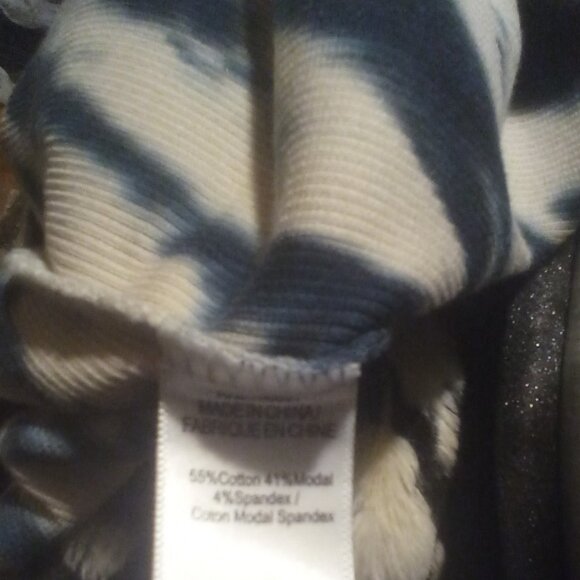 MADE IN CHINA /
FABRIQUE EN CHINE
55%Cotton 41%Modal
4%Spandex /
Coton Modal Spandex